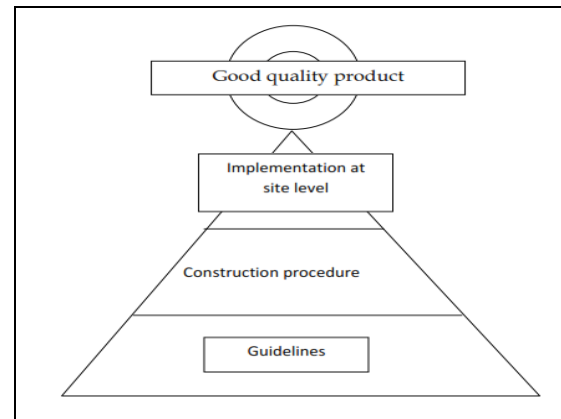 Good quality product
Implementation at
site level
Construction procedure
Guidelines